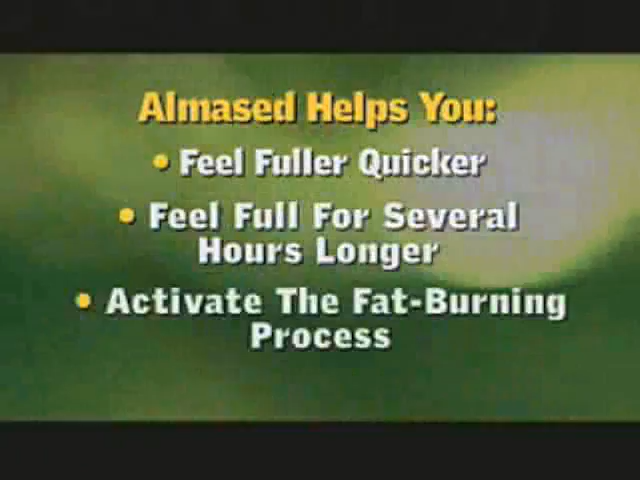 Almased Helps You:
• Feel Fuller Quicker
• Feel Full For Several
Hours Longer
• Activate The Fat-Burning
Process